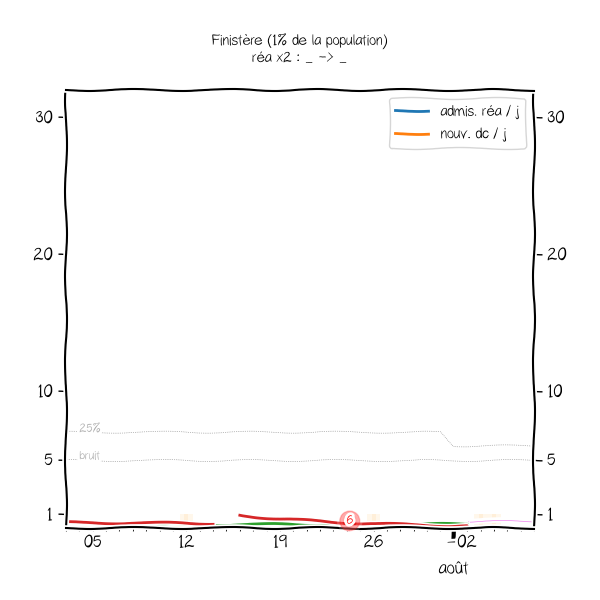 Finistère (1% de la population)
réa x2 : _ -> _
admis. réa / j
nouv. dc / j
30
30
20
20
10
10
25%
bruit
5
5
1
1
6
05
12
19
26
02
août